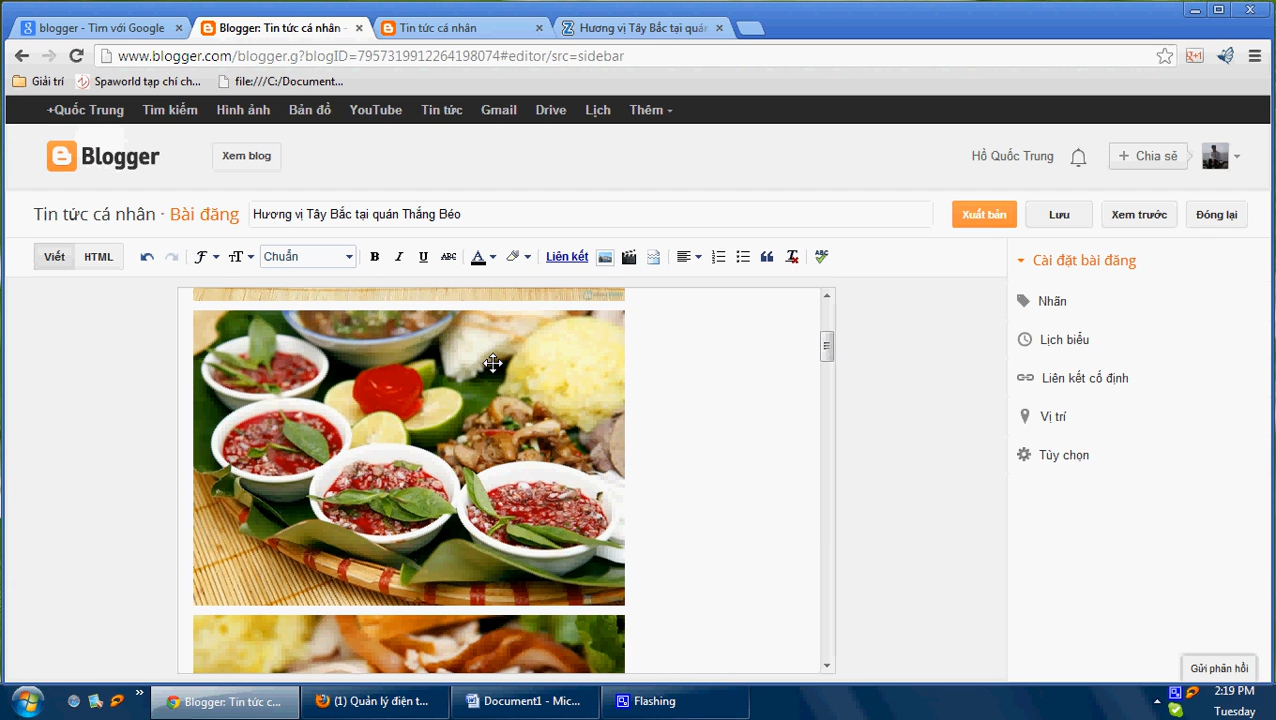 blogger - Tìm với Google
Blogger: Tin tức cá nhân -
Tin tức cá nhân
Hương vị Tây Bắc tại quán
www.blogger.com/blogger.g?blogID=7957319912264198074#editor/src=sidebar
Giải trí
Spaworld tạp chí ch...
file:///C:/Document...
+Quốc Trung Tìm kiếm Hình ảnh Bản đồ YouTube Tin tức Gmail Drive Lịch Thêm
Blogger
Xem blog
Hồ Quốc Trung
+ Chia sẻ
Tin tức cá nhân · Bài đăng
Hương vị Tây Bắc tại quán Thắng Béo
Xuất bản
Lưu
Xem trước
Đóng lại
Viết
HTML
Chuẩn
B I U ABC A
Liên kết
Cài đặt bài đăng
Nhãn
Lịch biểu
Liên kết cố định
Vị trí
Tùy chọn
Gửi phản hồi
Blogger: Tin tức c...
(1) Quản lý điện t...
Document1 - Mic...
Flashing
2:19 PM
Tuesday